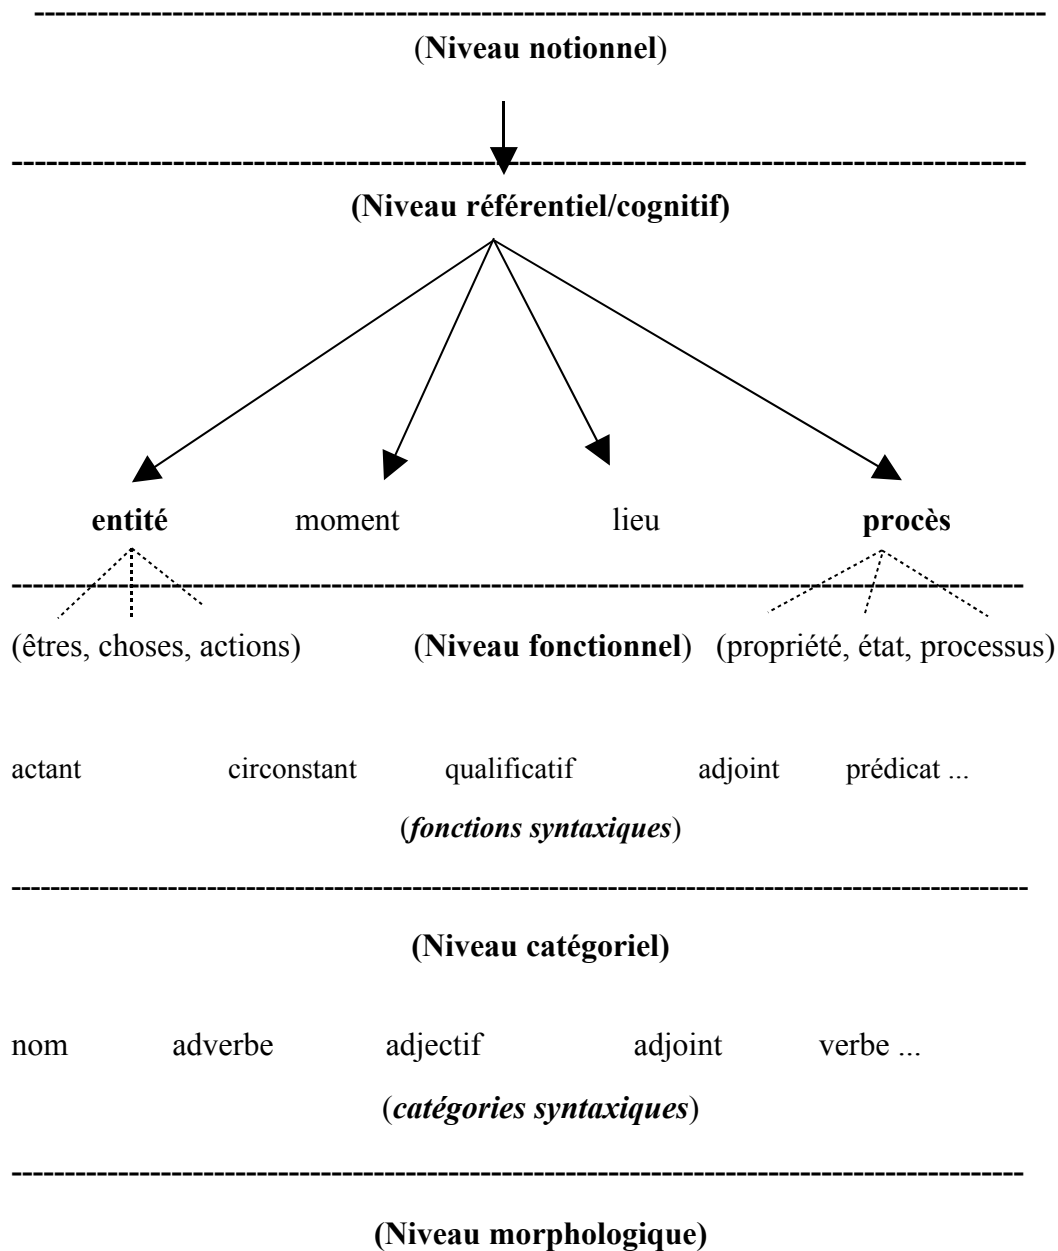 (Niveau notionnel)
(Niveau référentiel/cognitif)
entité moment lieu procès
(êtres, choses, actions) (Niveau fonctionnel) (propriété, état, processus)
actant circonstant qualificatif adjoint prédicat ...
(fonctions syntaxiques)
(Niveau catégoriel)
nom adverbe adjectif adjoint verbe ...
(catégories syntaxiques)
(Niveau morphologique)